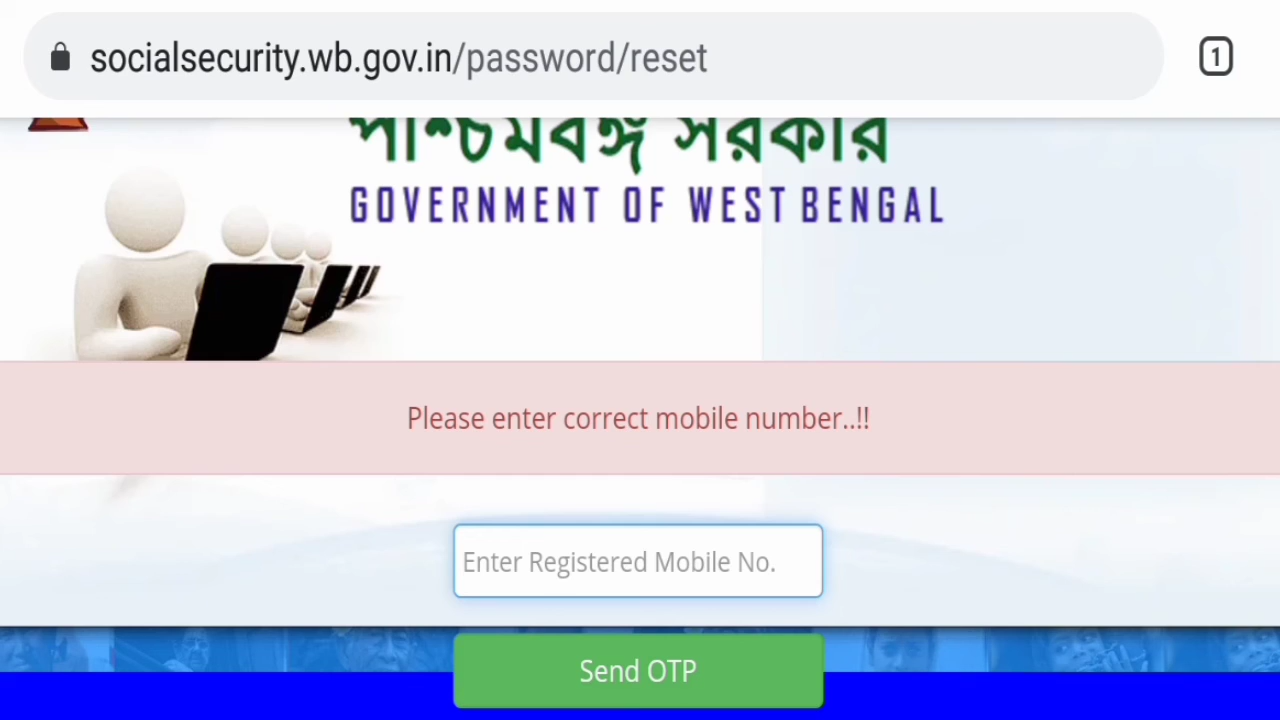 socialsecurity.wb.gov.in/password/reset
1
পশ্চিমবঙ্গ সরকার
GOVERNMENT OF WEST BENGAL
Please enter correct mobile number..!!
Enter Registered Mobile No.
Send OTP